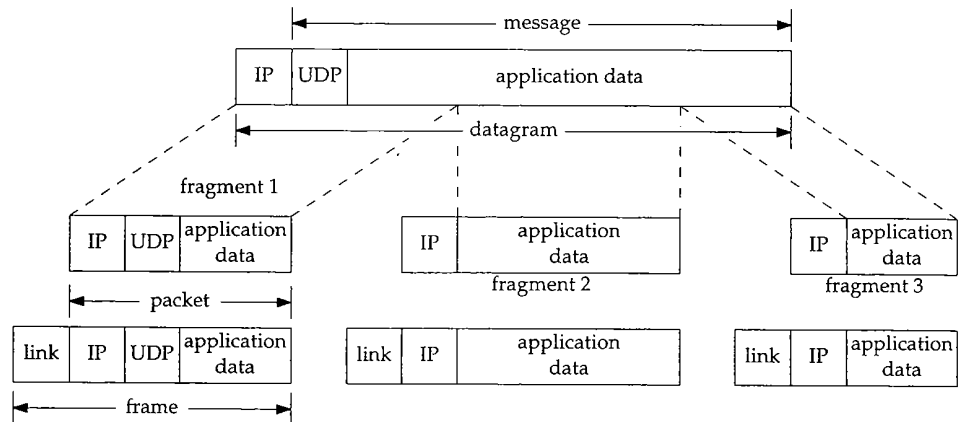 message
IP UDP application data
datagram
fragment 1
IP UDP application
data
IP application
data
IP application
data
fragment 2
fragment 3
packet
link IP UDP application
data
link IP application
data
link IP application
data
frame